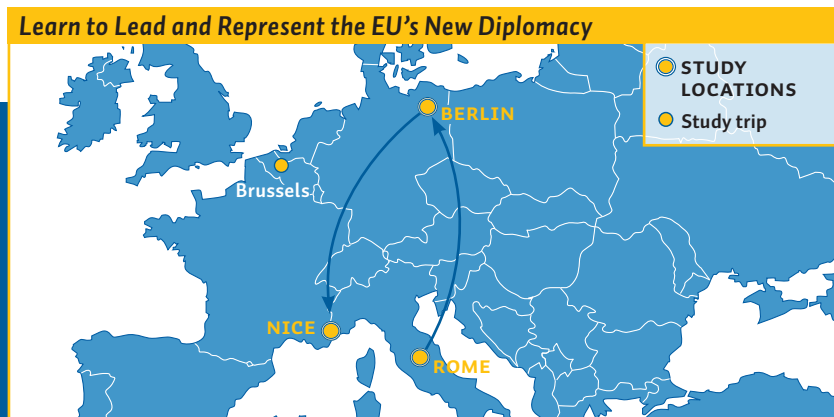 Learn to Lead and Represent the EU's New Diplomacy
STUDY
LOCATIONS
Study trip
BERLIN
Brussels
NICE
ROME